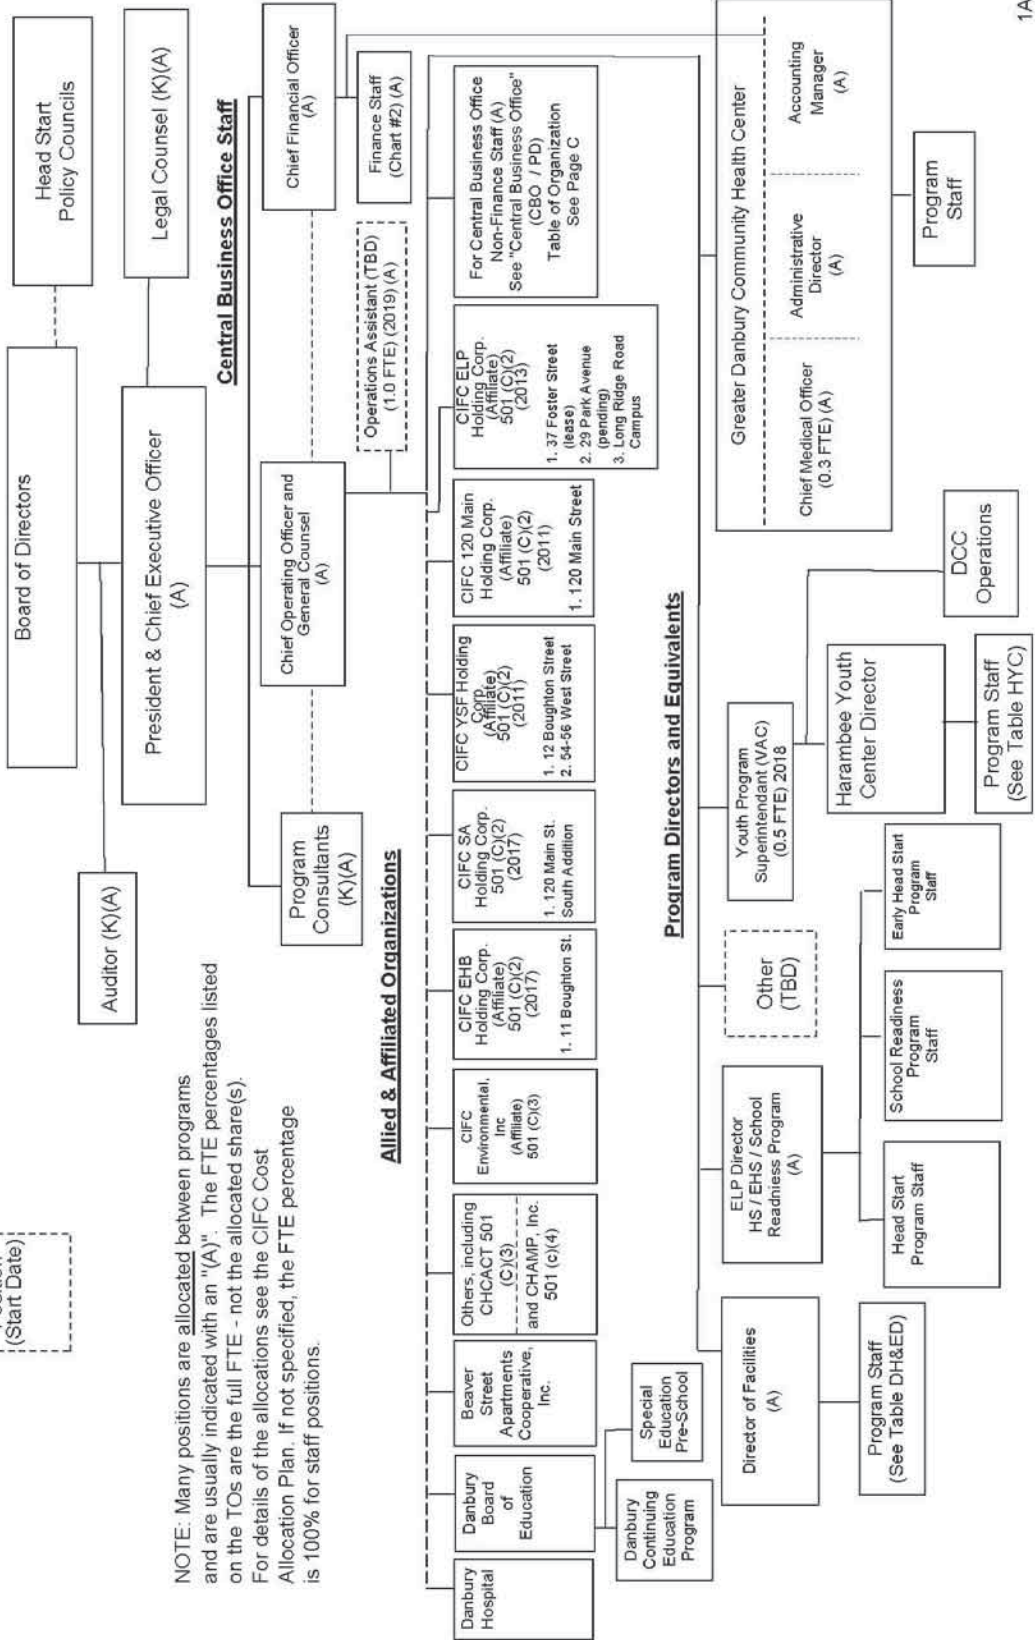 (Start Date)
NOTE: Many positions are allocated between programs
and are usually indicated with an "(A)". The FTE percentages listed
on the TOs are the full FTE - not the allocated share(s).
For details of the allocations see the CIFC Cost
Allocation Plan. If not specified, the FTE percentage
is 100% for staff positions.
Board of Directors
Head Start
Policy Councils
Auditor (K)(A)
President & Chief Executive Officer
(A)
Legal Counsel (K)(A)
Central Business Office Staff
Program
Consultants
(K)(A)
Chief Operating Officer and
General Counsel
(A)
Chief Financial Officer
(A)
Operations Assistant (TBD)
(1.0 FTE) (2019) (A)
Finance Staff
(Chart #2) (A)
Allied & Affiliated Organizations
Danbury
Hospital
Danbury
Board
of
Education
Danbury
Continuing
Education
Program
Special
Education
Pre-School
Beaver
Street
Apartments
Cooperative,
Inc.
Others, including
CHCACT 501
(C)(3)
and CHAMP, Inc.
501 (c)(4)
CIFC
Environmental,
Inc
(Affiliate)
501 (C)(3)
CIFC EHB
Holding Corp.
(Affiliate)
501 (C)(2)
(2017)
1. 11 Boughton St.
CIFC SA
Holding Corp.
501 (C)(2)
(2017)
1. 120 Main St.
South Addition
CIFC YSF Holding
Corp
(Affiliate)
501 (C)(2)
(2011)
1. 12 Boughton Street
2. 54-56 West Street
CIFC 120 Main
Holding Corp.
(Affiliate)
501 (C)(2)
(2011)
1. 120 Main Street
CIFC ELP
Holding Corp.
(Affiliate)
501 (C)(2)
(2013)
1. 37 Foster Street
(lease)
2. 29 Park Avenue
(pending)
3. Long Ridge Road
Campus
For Central Business Office
Non-Finance Staff (A)
See "Central Business Office"
(CBO / PD)
Table of Organization
See Page C
Program Directors and Equivalents
Director of Facilities
(A)
Program Staff
(See Table DH&ED)
ELP Director
HS / EHS / School
Readniess Program
(A)
Head Start
Program Staff
School Readiness
Program
Staff
Early Head Start
Program
Staff
Other
(TBD)
Youth Program
Superintendant (VAC)
(0.5 FTE) 2018
Harambee Youth
Center Director
Program Staff
(See Table HYC)
DCC
Operations
Greater Danbury Community Health Center
Chief Medical Officer
(0.3 FTE) (A)
Administrative
Director
(A)
Accounting
Manager
(A)
Program
Staff
1A